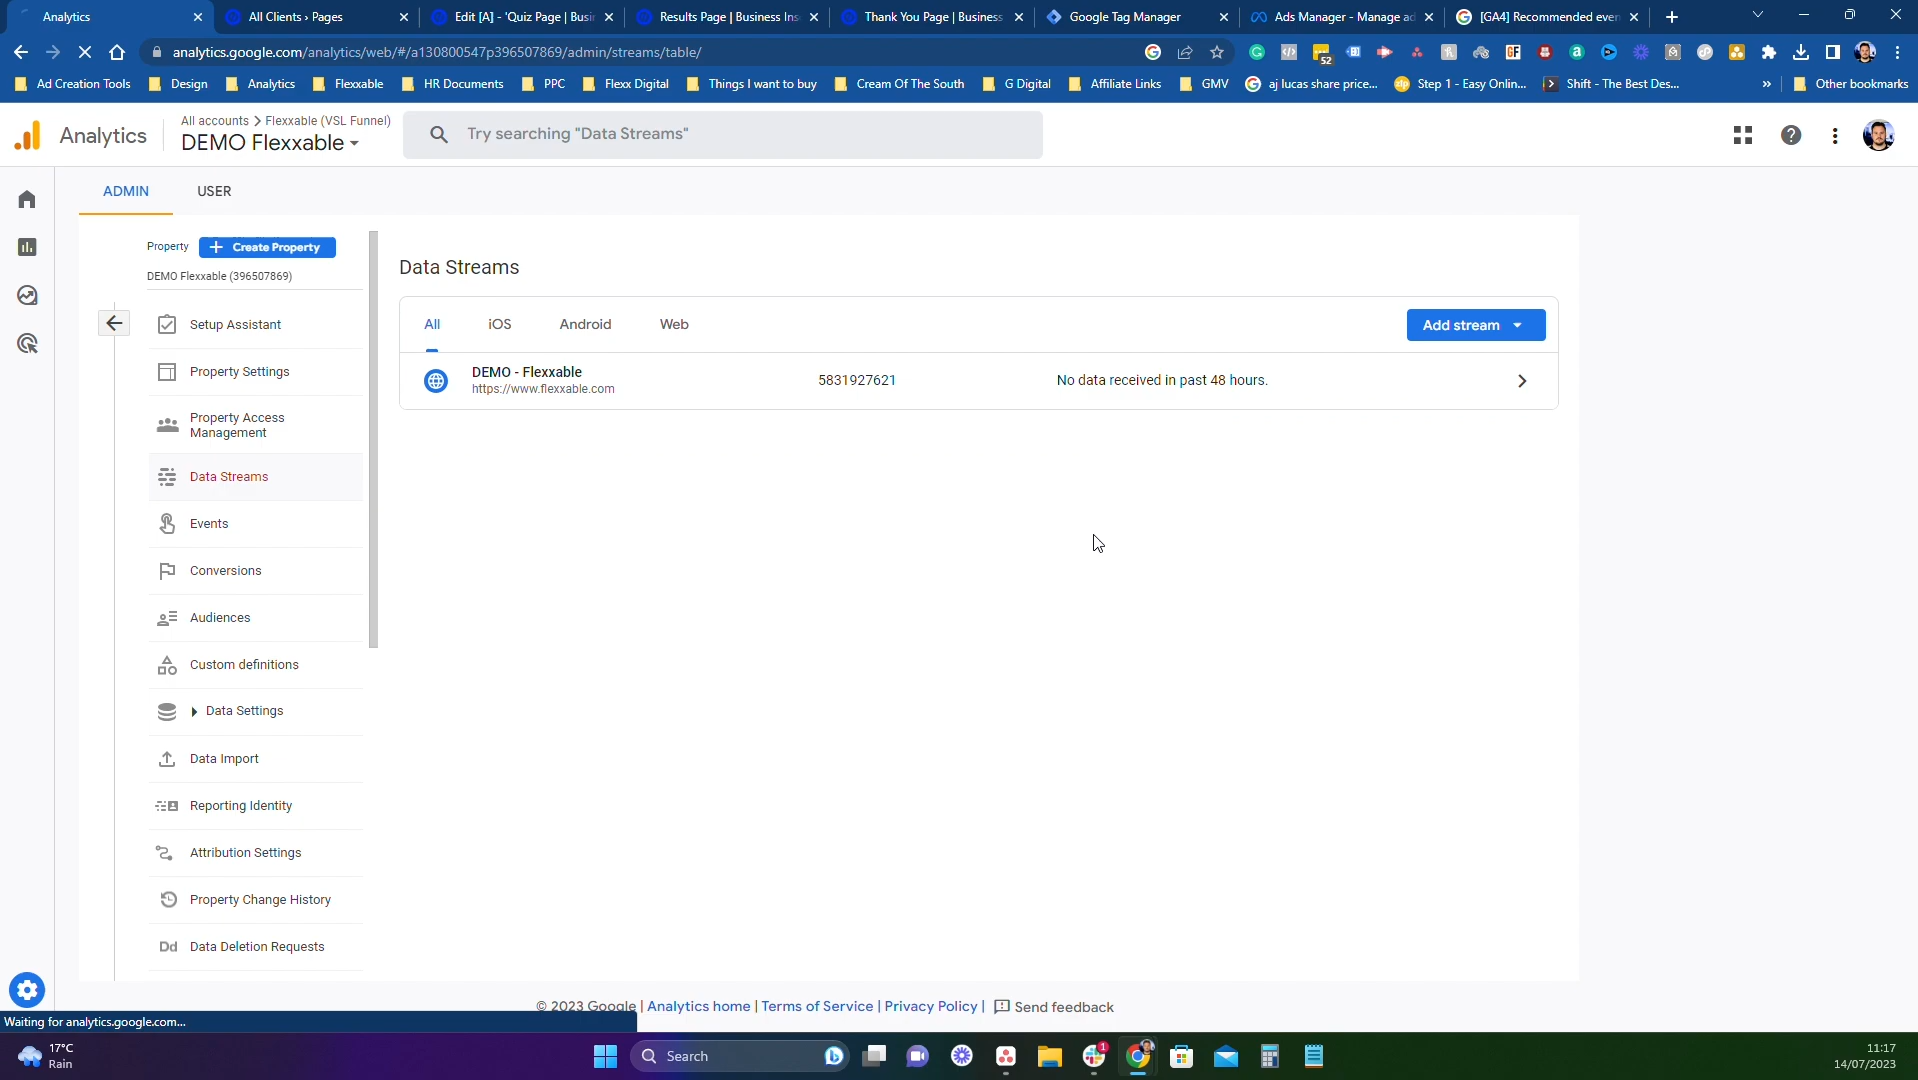 Analytics
All Clients › Pages
Edit [A] - 'Quiz Page | Busin
Results Page | Business Ins
Thank You Page | Business
Google Tag Manager
Ads Manager - Manage ad
[GA4] Recommended even
analytics.google.com/analytics/web/#/a130800547p396507869/admin/streams/table/
52
Ad Creation Tools
Design
Analytics
Flexxable
HR Documents
PPC
Flexx Digital
Things I want to buy
Cream Of The South
G Digital
Affiliate Links
GMV
aj lucas share price...
Step 1 - Easy Onlin...
Shift - The Best Des...
»
Other bookmarks
Analytics
All accounts > Flexxable (VSL Funnel)
DEMO Flexxable
Try searching "Data Streams"
ADMIN
USER
Property
+ Create Property
DEMO Flexxable (396507869)
Setup Assistant
Property Settings
Property Access
Management
Data Streams
Events
Conversions
Audiences
Custom definitions
Data Settings
Data Import
Reporting Identity
Attribution Settings
Property Change History
Dd Data Deletion Requests
Data Streams
All
iOS
Android
Web
Add stream
DEMO - Flexxable
https://www.flexxable.com
5831927621
No data received in past 48 hours.
© 2023 Google | Analytics home | Terms of Service | Privacy Policy | Send feedback
Waiting for analytics.google.com...
17°C
Rain
Search
1
11:17
14/07/2023